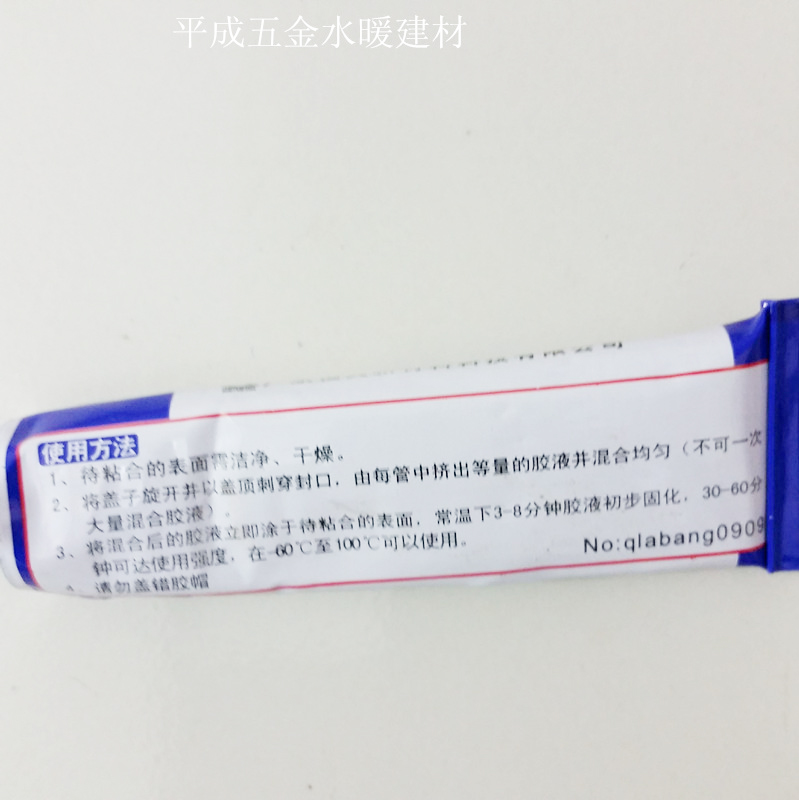 平成五金水暖建材
有限公司
使用方法
1、待粘合的表面需洁净、干燥。
2、将盖子旋开并以盖顶刺穿封口，由每管中挤出等量的胶液并混合均匀（不可一次
大量混合胶液）.
3、将混合后的胶液立即涂于待粘合的表面，常温下3-8分钟胶液初步固化，30-60分
钟可达使用强度，在-60℃至100℃可以使用。
请勿盖错胶帽
No:qlabang0909